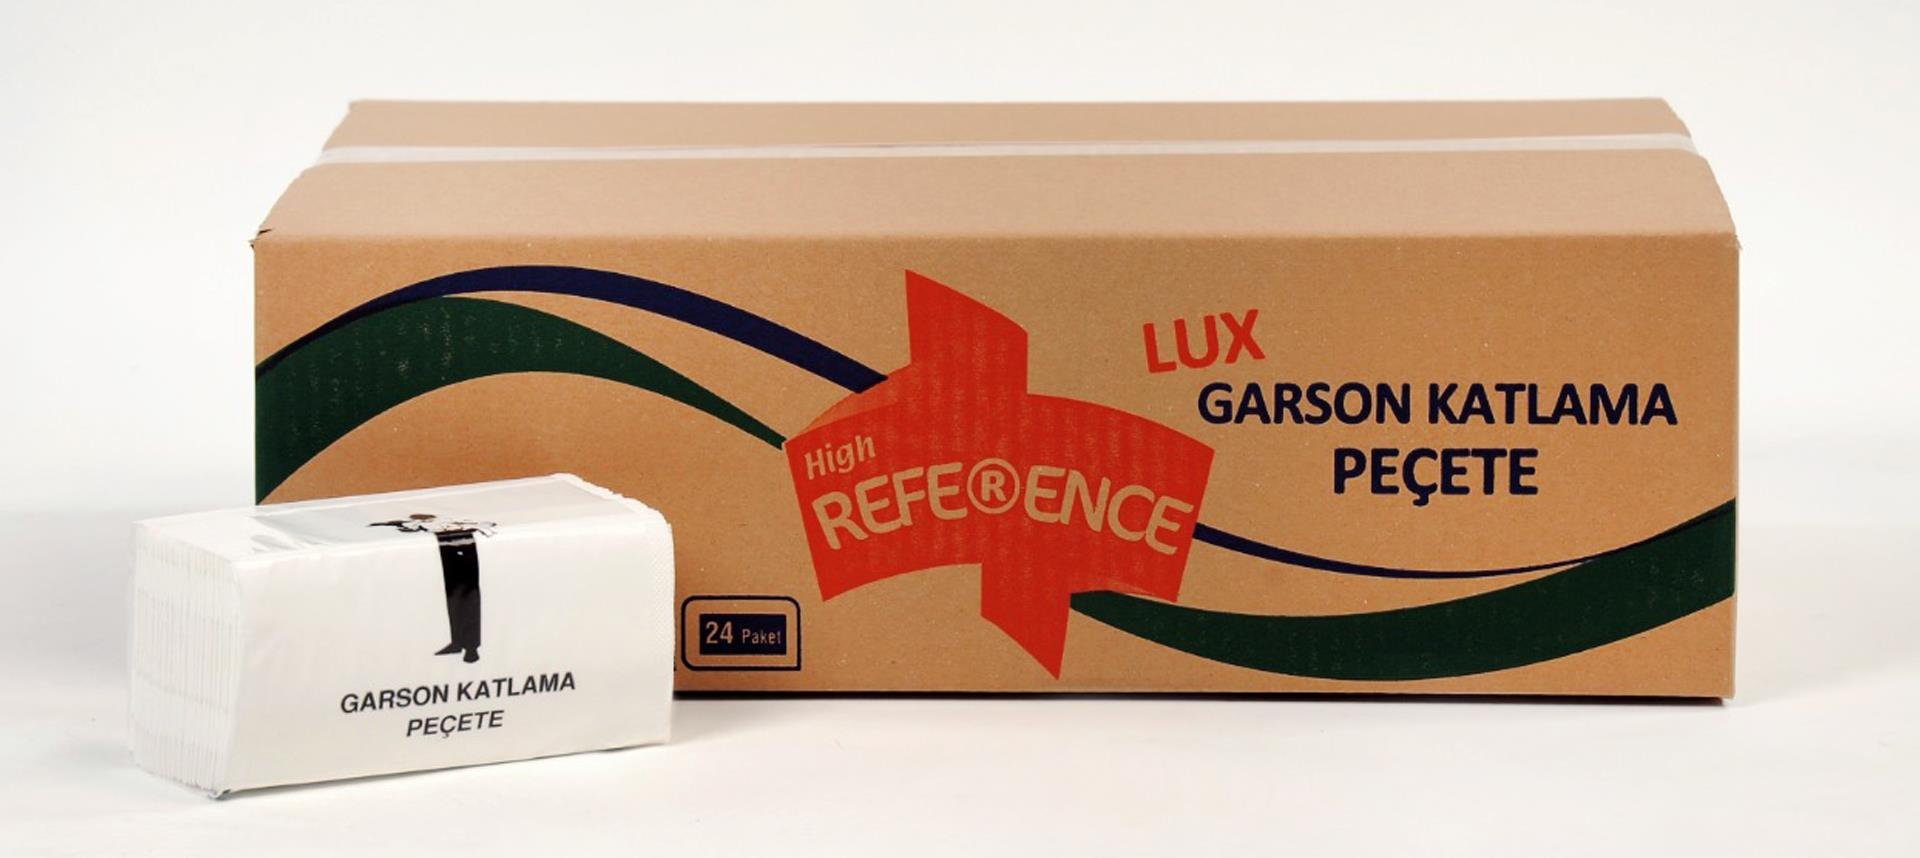 LUX
GARSON KATLAMA
PEÇETE
High
REFE®ENCE
24 Paket
GARSON KATLAMA
PEÇETE